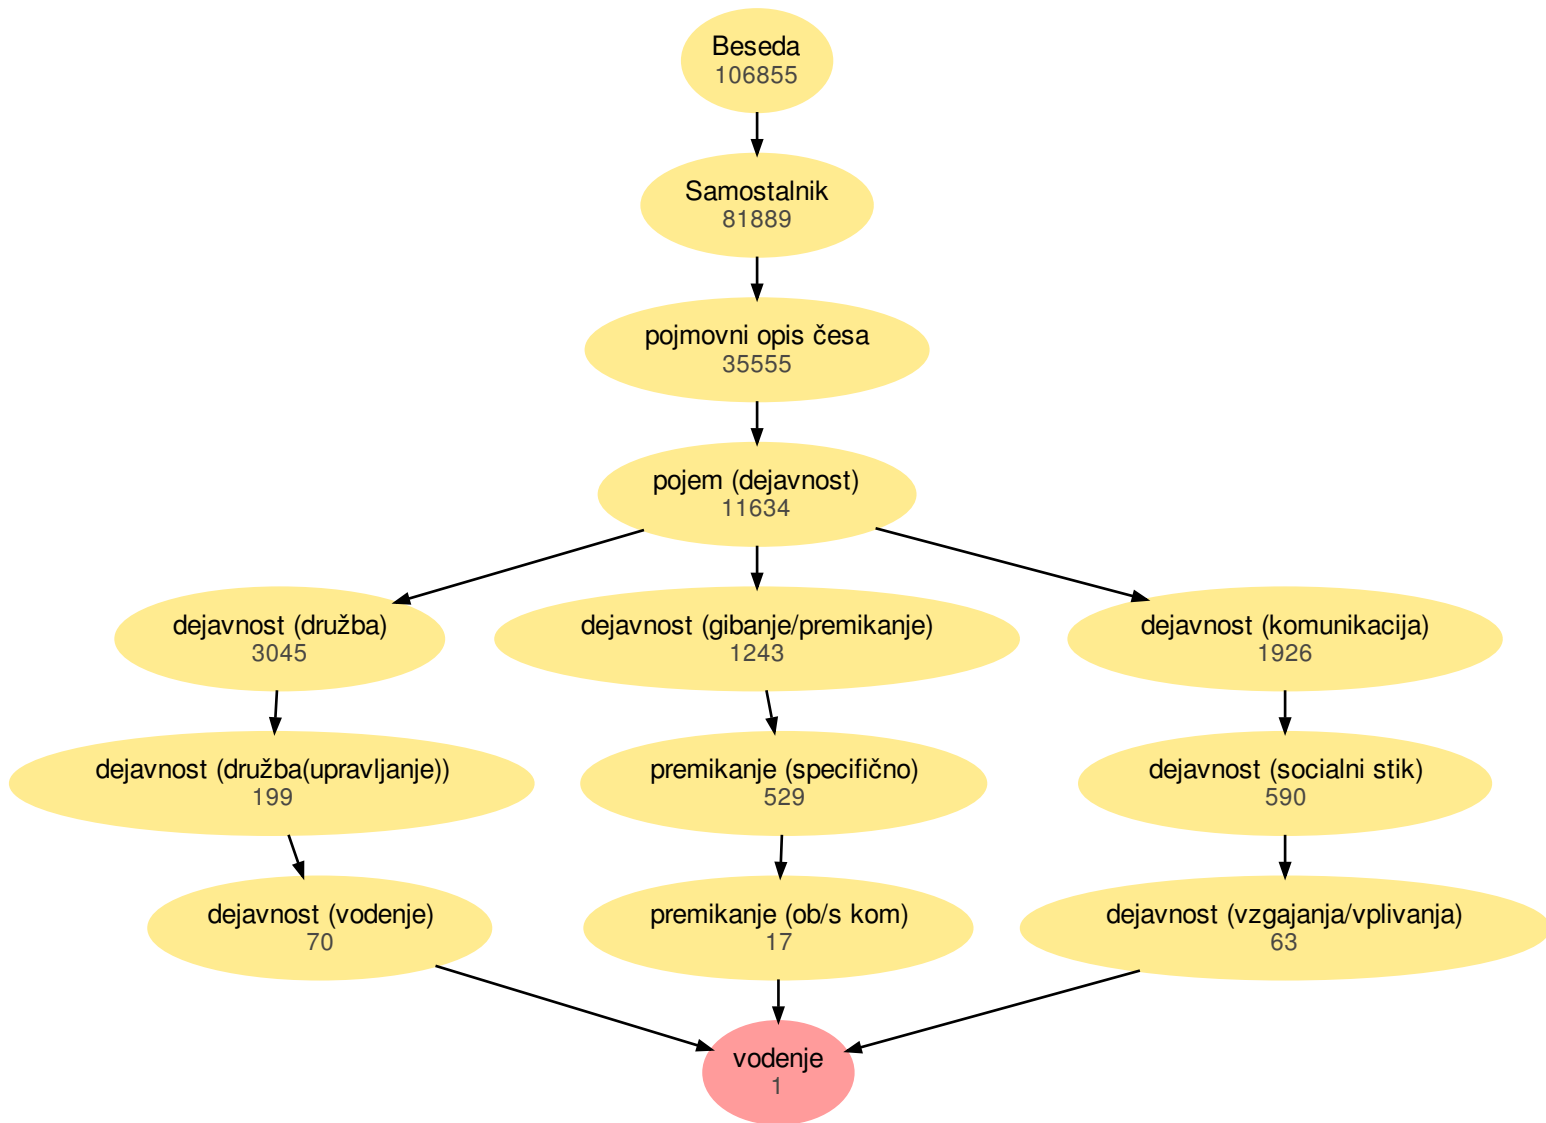 Beseda
106855
Samostalnik
81889
pojmovni opis česa
35555
pojem (dejavnost)
11634
dejavnost (družba)
3045
dejavnost (gibanje/premikanje)
1243
dejavnost (komunikacija)
1926
dejavnost (družba(upravljanje))
199
premikanje (specifično)
529
dejavnost (socialni stik)
590
dejavnost (vodenje)
70
premikanje (ob/s kom)
17
dejavnost (vzgajanja/vplivanja)
63
vodenje
1